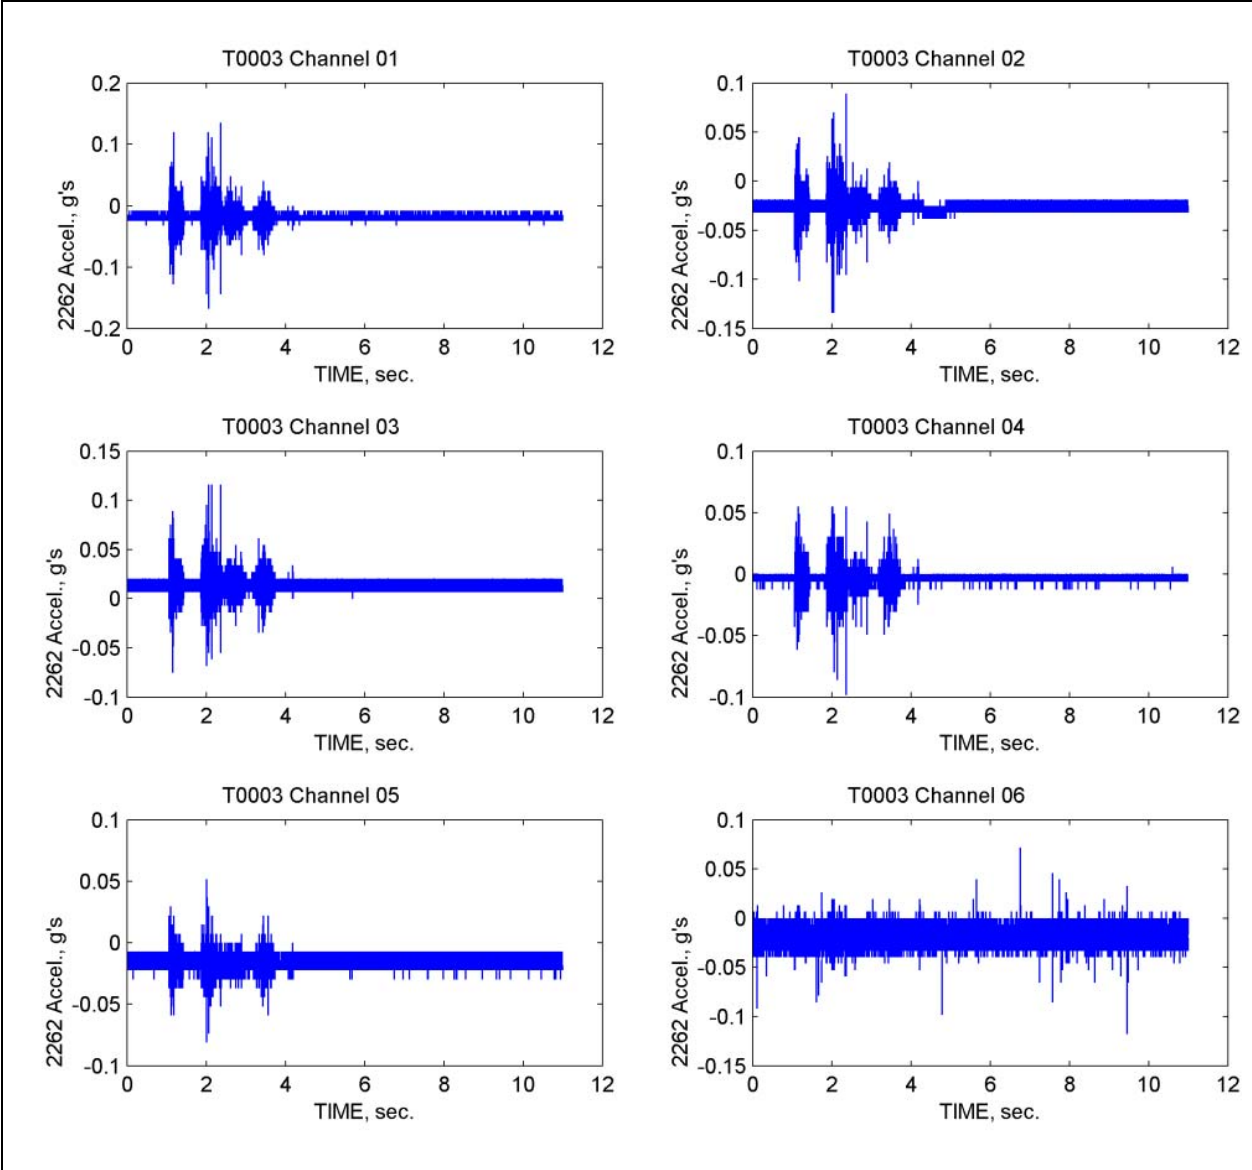 T0003 Channel 01
0.2
0.1
0
-0.1
-0.2
2262 Accel., g's
0 2 4 6 8 10 12
TIME, sec.
T0003 Channel 02
0.1
0.05
0
-0.05
-0.1
-0.15
2262 Accel., g's
0 2 4 6 8 10 12
TIME, sec.
T0003 Channel 03
0.15
0.1
0.05
0
-0.05
-0.1
2262 Accel., g's
0 2 4 6 8 10 12
TIME, sec.
T0003 Channel 04
0.1
0.05
0
-0.05
-0.1
2262 Accel., g's
0 2 4 6 8 10 12
TIME, sec.
T0003 Channel 05
0.1
0.05
0
-0.05
-0.1
2262 Accel., g's
0 2 4 6 8 10 12
TIME, sec.
T0003 Channel 06
0.1
0.05
0
-0.05
-0.1
-0.15
2262 Accel., g's
0 2 4 6 8 10 12
TIME, sec.